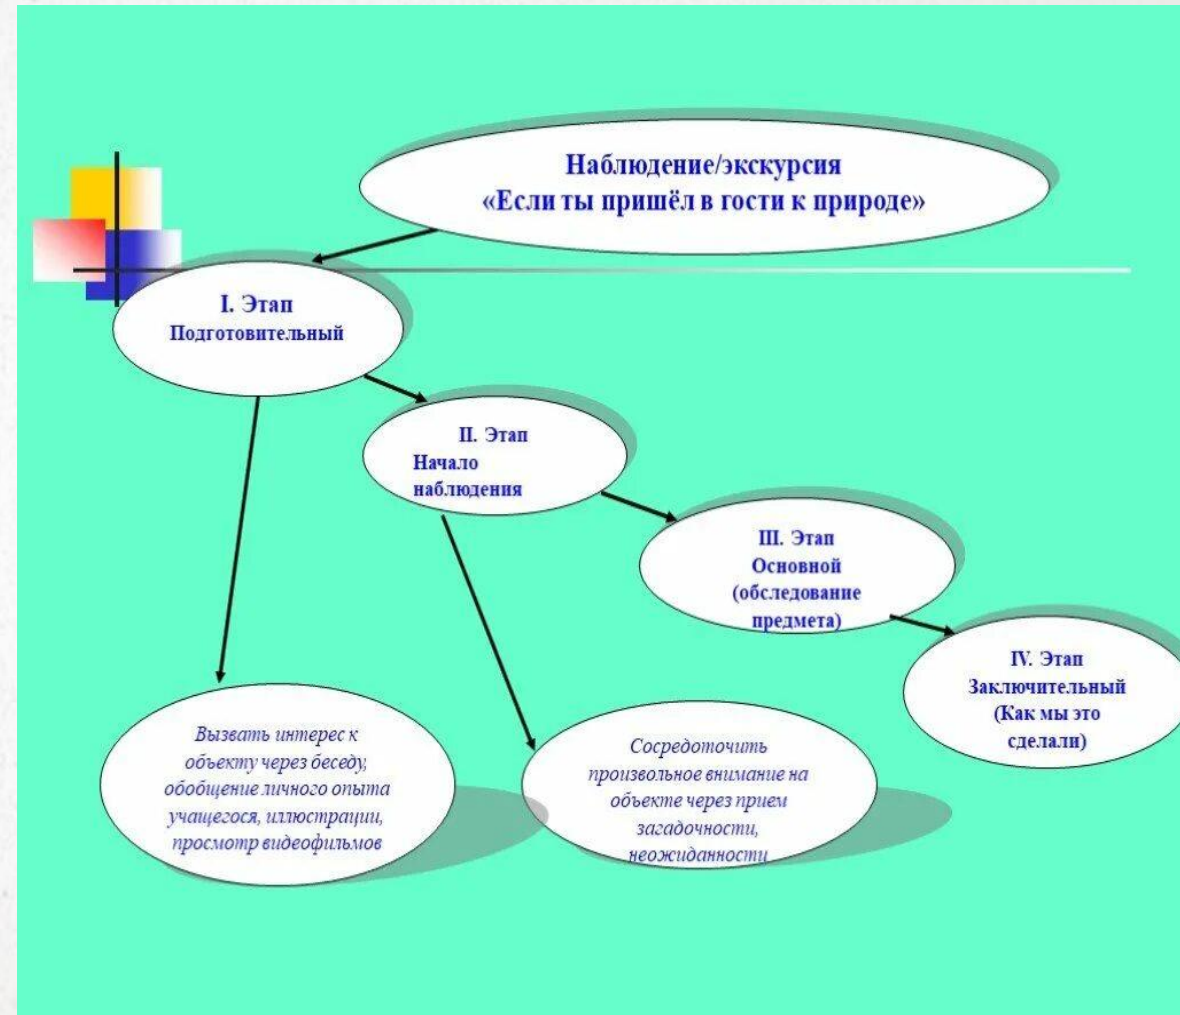 Наблюдение/экскурсия
«Если ты пришёл в гости к природе»
I. Этап
Подготовительный
II. Этап
Начало
наблюдения
III. Этап
Основной
(обследование
предмета)
IV. Этап
Заключительный
(Как мы это
сделали)
Вызвать интерес к
объекту через беседу,
обобщение личного опыта
учащегося, иллюстрации,
просмотр видеофильмов
Сосредоточить
произвольное внимание на
объекте через прием
загадочности,
неожиданности